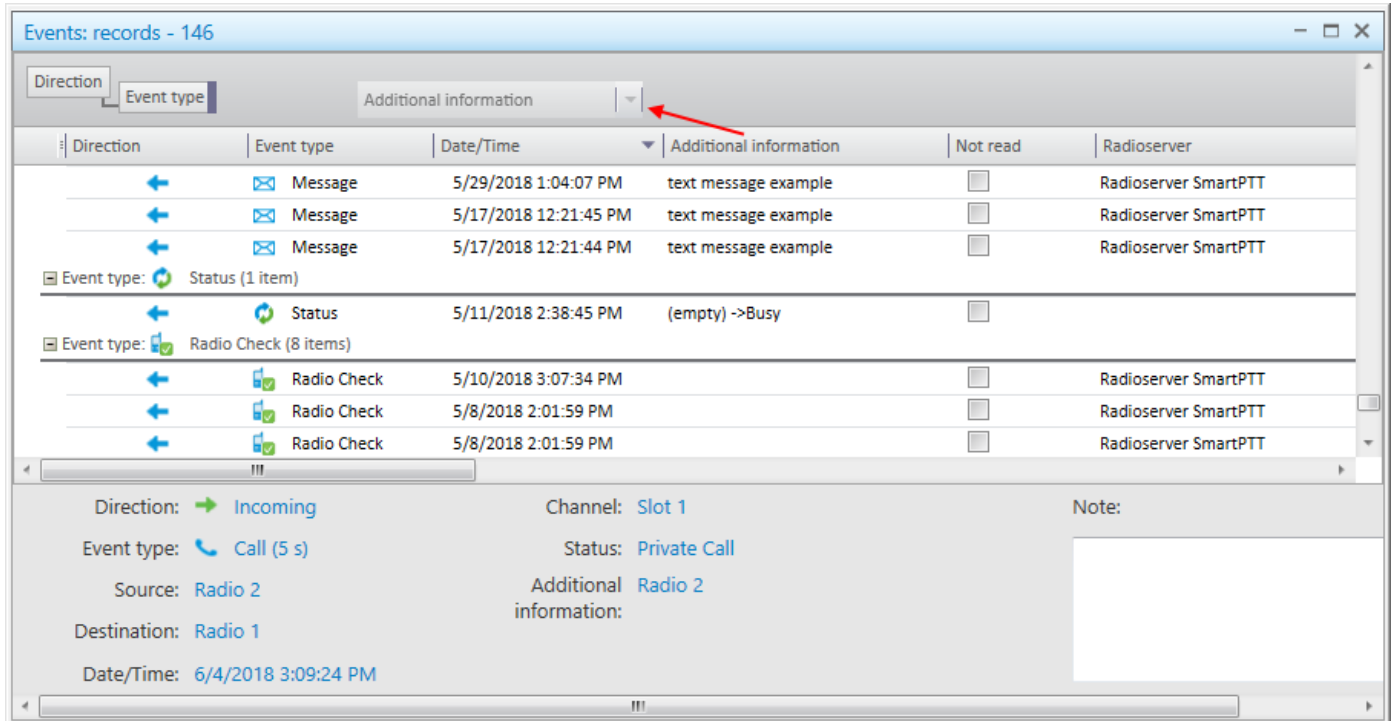 Events: records - 146
Direction
Event type
Additional information
Direction Event type Date/Time Additional information Not read Radioserver
Message 5/29/2018 1:04:07 PM text message example Radioserver SmartPTT
Message 5/17/2018 12:21:45 PM text message example Radioserver SmartPTT
Message 5/17/2018 12:21:44 PM text message example Radioserver SmartPTT
Event type: Status (1 item)
Status 5/11/2018 2:38:45 PM (empty) ->Busy
Event type: Radio Check (8 items)
Radio Check 5/10/2018 3:07:34 PM Radioserver SmartPTT
Radio Check 5/8/2018 2:01:59 PM Radioserver SmartPTT
Radio Check 5/8/2018 2:01:59 PM Radioserver SmartPTT
Direction: Incoming Channel: Slot 1 Note:
Event type: Call (5 s) Status: Private Call
Source: Radio 2 Additional Radio 2
information:
Destination: Radio 1
Date/Time: 6/4/2018 3:09:24 PM